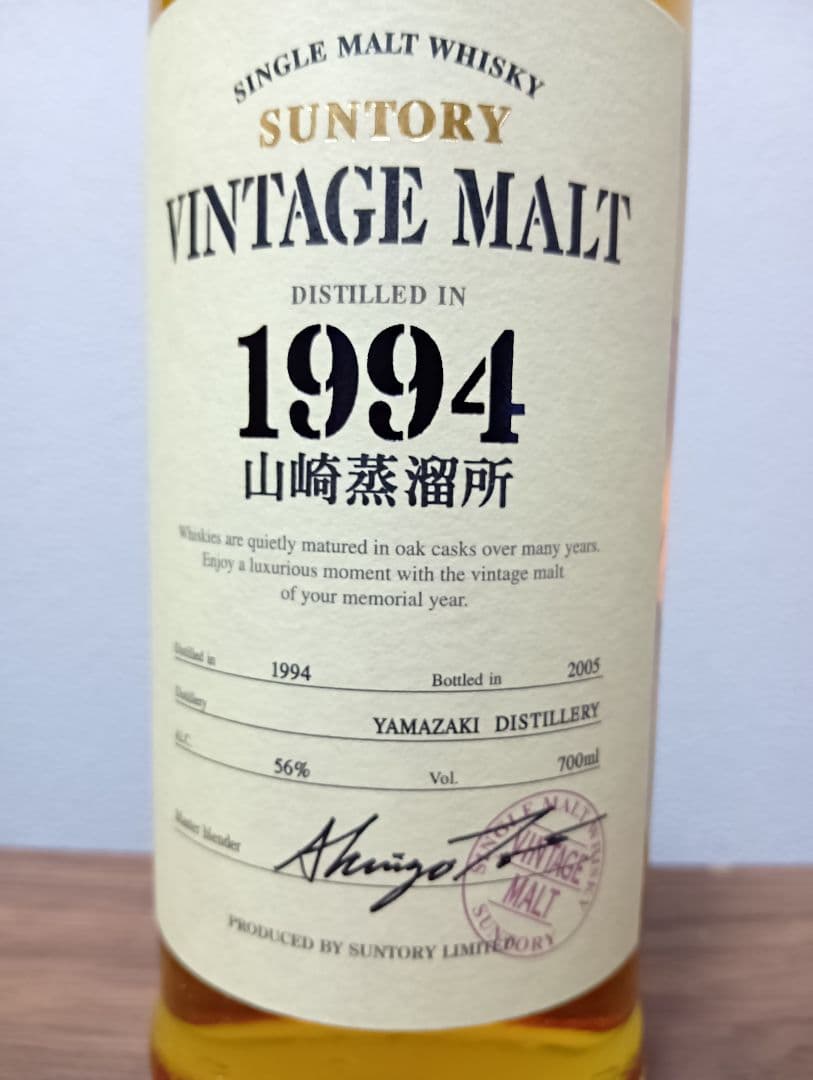 SINGLE MALT WHISKY
SUNTORY
VINTAGE MALT
DISTILLED IN
1994
山崎蒸溜所
Whiskies are quietly matured in oak casks over many years.
Enjoy a luxurious moment with the vintage malt
of your memorial year.
Distilled in 1994 Bottled in 2005
Distillery YAMAZAKI DISTILLERY
ALC. 56% Vol. 700ml
Master blender
SINGLE MALT WHISKY
VINTAGE
MALT
SUNTORY
PRODUCED BY SUNTORY LIMITED